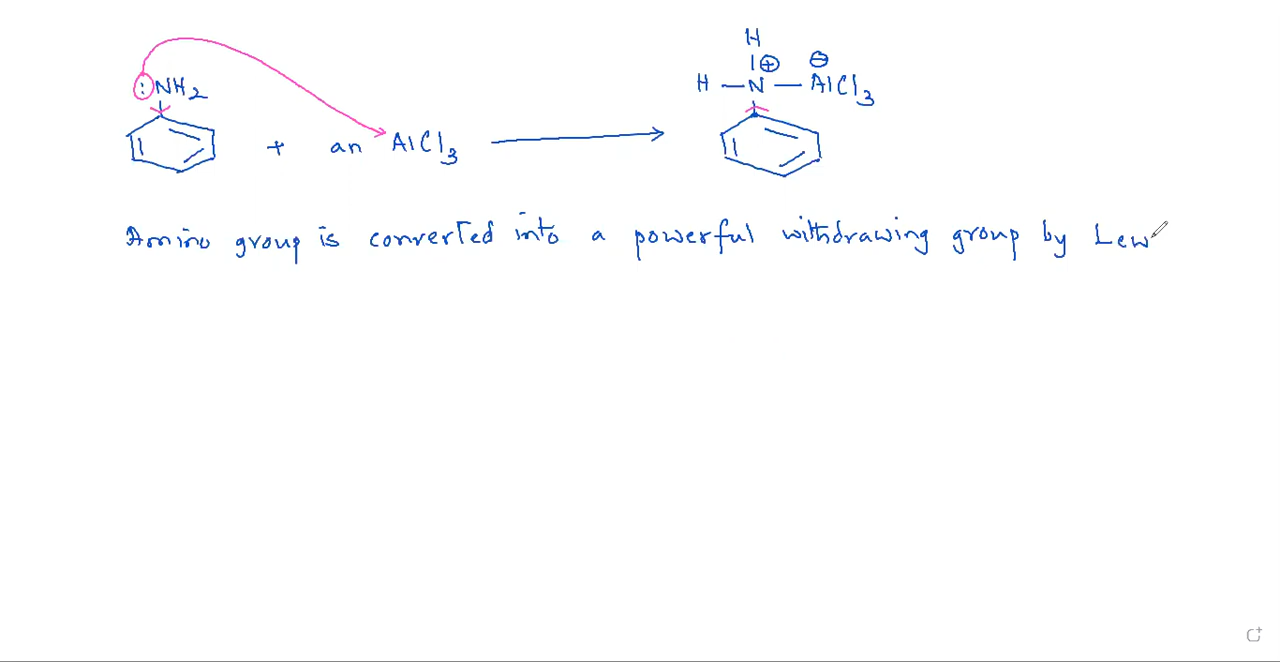 H
⊕ ⊖
:NH2 H — N — AlCl3
+ an AlCl3
Amino group is converted into a powerful withdrawing group by Lew